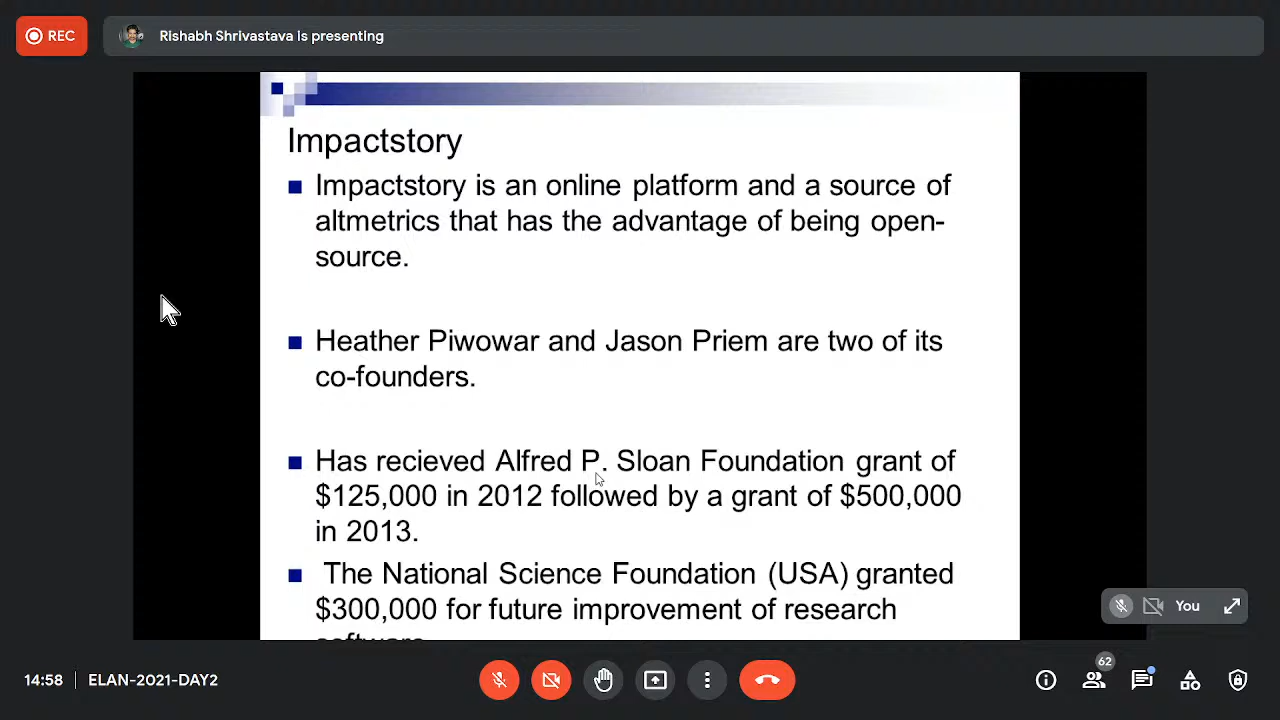 REC
Rishabh Shrivastava is presenting
Impactstory
Impactstory is an online platform and a source of
altmetrics that has the advantage of being open-
source.
Heather Piwowar and Jason Priem are two of its
co-founders.
Has recieved Alfred P. Sloan Foundation grant of
$125,000 in 2012 followed by a grant of $500,000
in 2013.
The National Science Foundation (USA) granted
$300,000 for future improvement of research
software
You
62
14:58 | ELAN-2021-DAY2